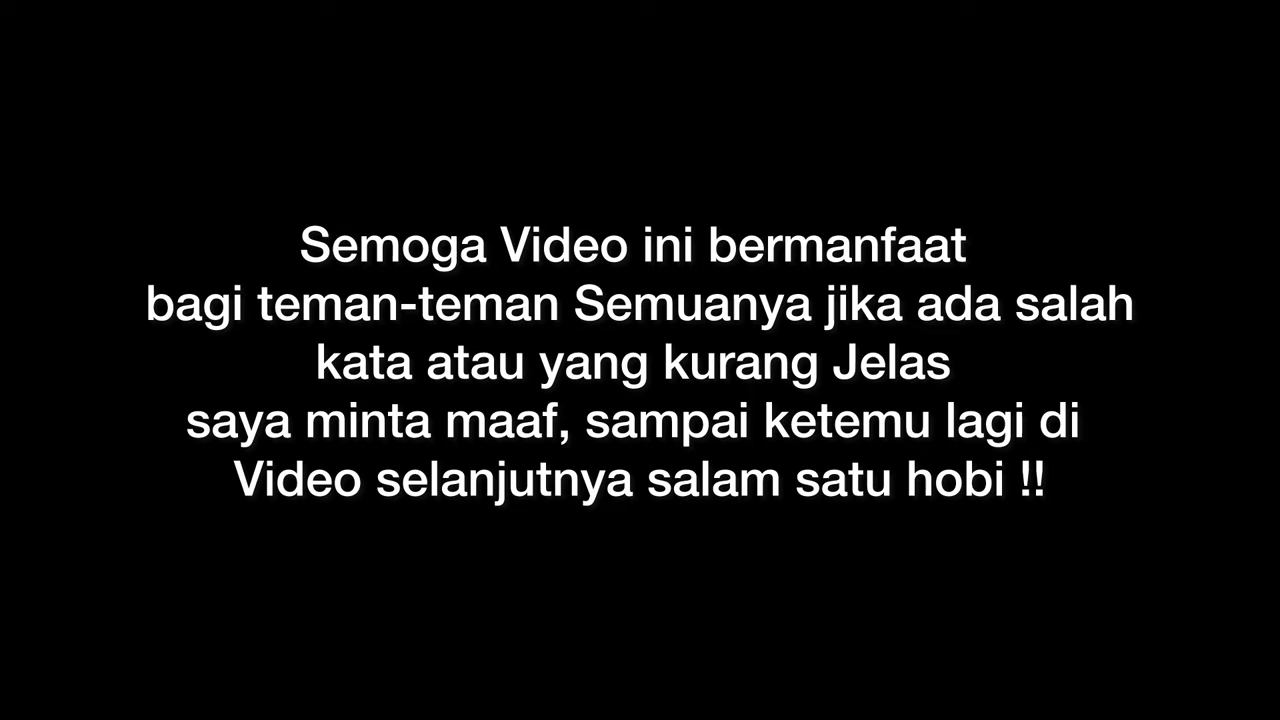 Semoga Video ini bermanfaat
bagi teman-teman Semuanya jika ada salah
kata atau yang kurang Jelas
saya minta maaf, sampai ketemu lagi di
Video selanjutnya salam satu hobi !!